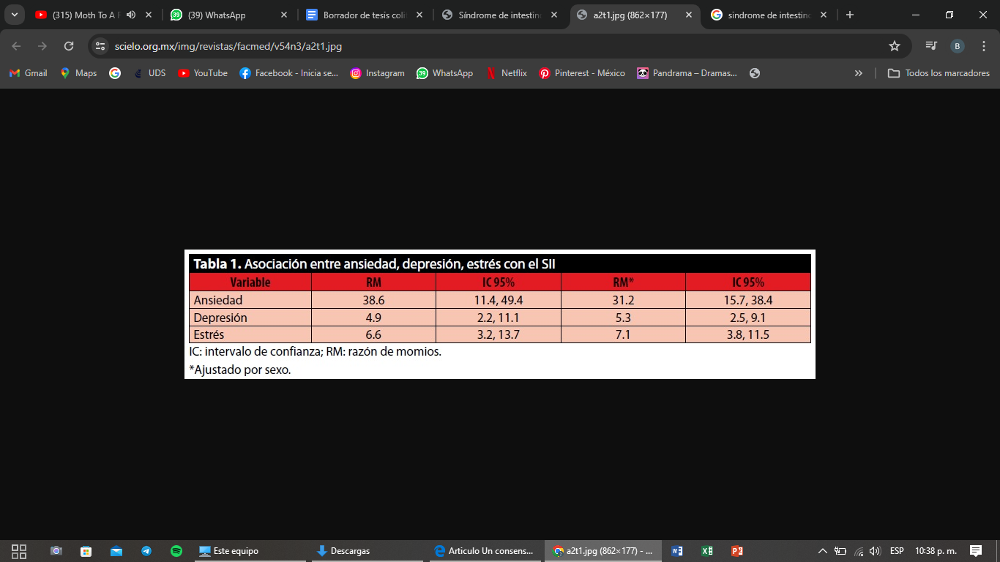 (315) Moth To A F
(39) WhatsApp
Borrador de tesis coli
Síndrome de intestin
a2t1.jpg (862×177)
sindrome de intestino
scielo.org.mx/img/revistas/facmed/v54n3/a2t1.jpg
B
Gmail
Maps
UDS
YouTube
Facebook - Inicia se...
Instagram
WhatsApp
Netflix
Pinterest - México
Pandrama – Dramas...
Todos los marcadores
Tabla 1. Asociación entre ansiedad, depresión, estrés con el SII
Variable RM IC 95% RM* IC 95%
Ansiedad 38.6 11.4, 49.4 31.2 15.7, 38.4
Depresión 4.9 2.2, 11.1 5.3 2.5, 9.1
Estrés 6.6 3.2, 13.7 7.1 3.8, 11.5
IC: intervalo de confianza; RM: razón de momios.
*Ajustado por sexo.
Este equipo
Descargas
Articulo Un consens...
a2t1.jpg (862×177) - ...
ESP
10:38 p. m.